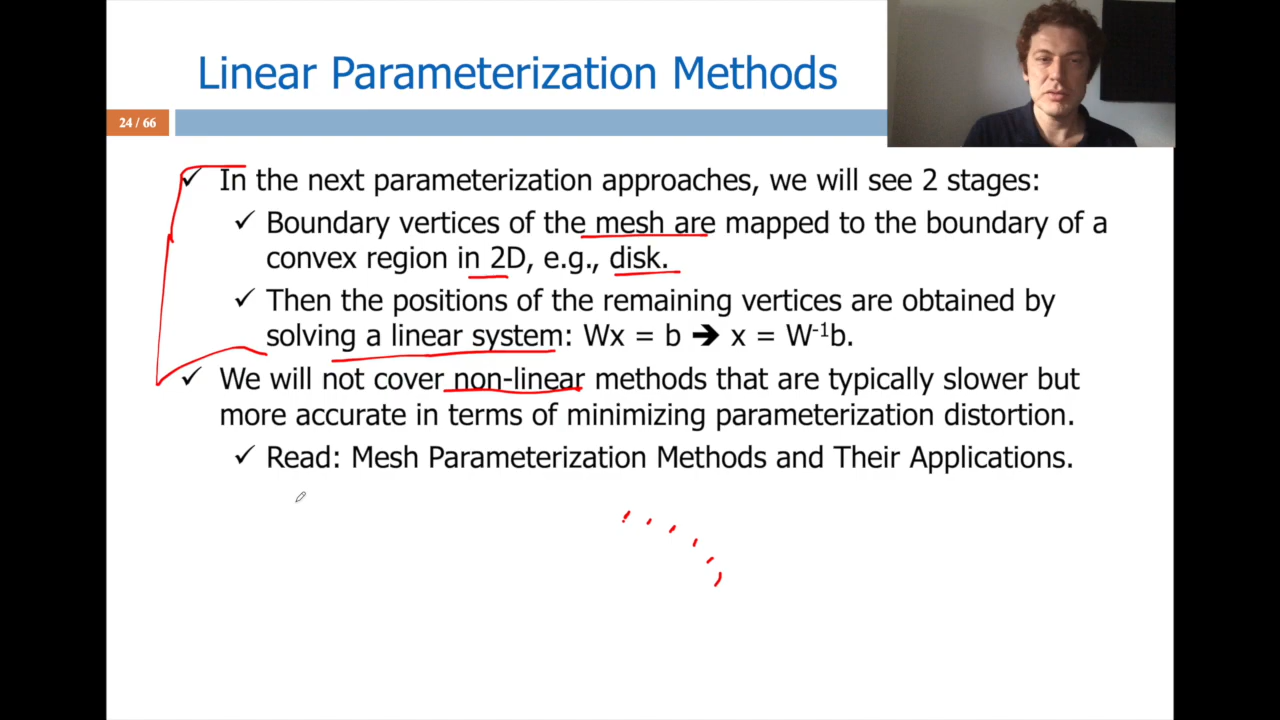 Linear Parameterization Methods
24 / 66
✓ In the next parameterization approaches, we will see 2 stages:
✓ Boundary vertices of the mesh are mapped to the boundary of a
convex region in 2D, e.g., disk.
✓ Then the positions of the remaining vertices are obtained by
solving a linear system: Wx = b ➔ x = W⁻¹b.
✓ We will not cover non-linear methods that are typically slower but
more accurate in terms of minimizing parameterization distortion.
✓ Read: Mesh Parameterization Methods and Their Applications.